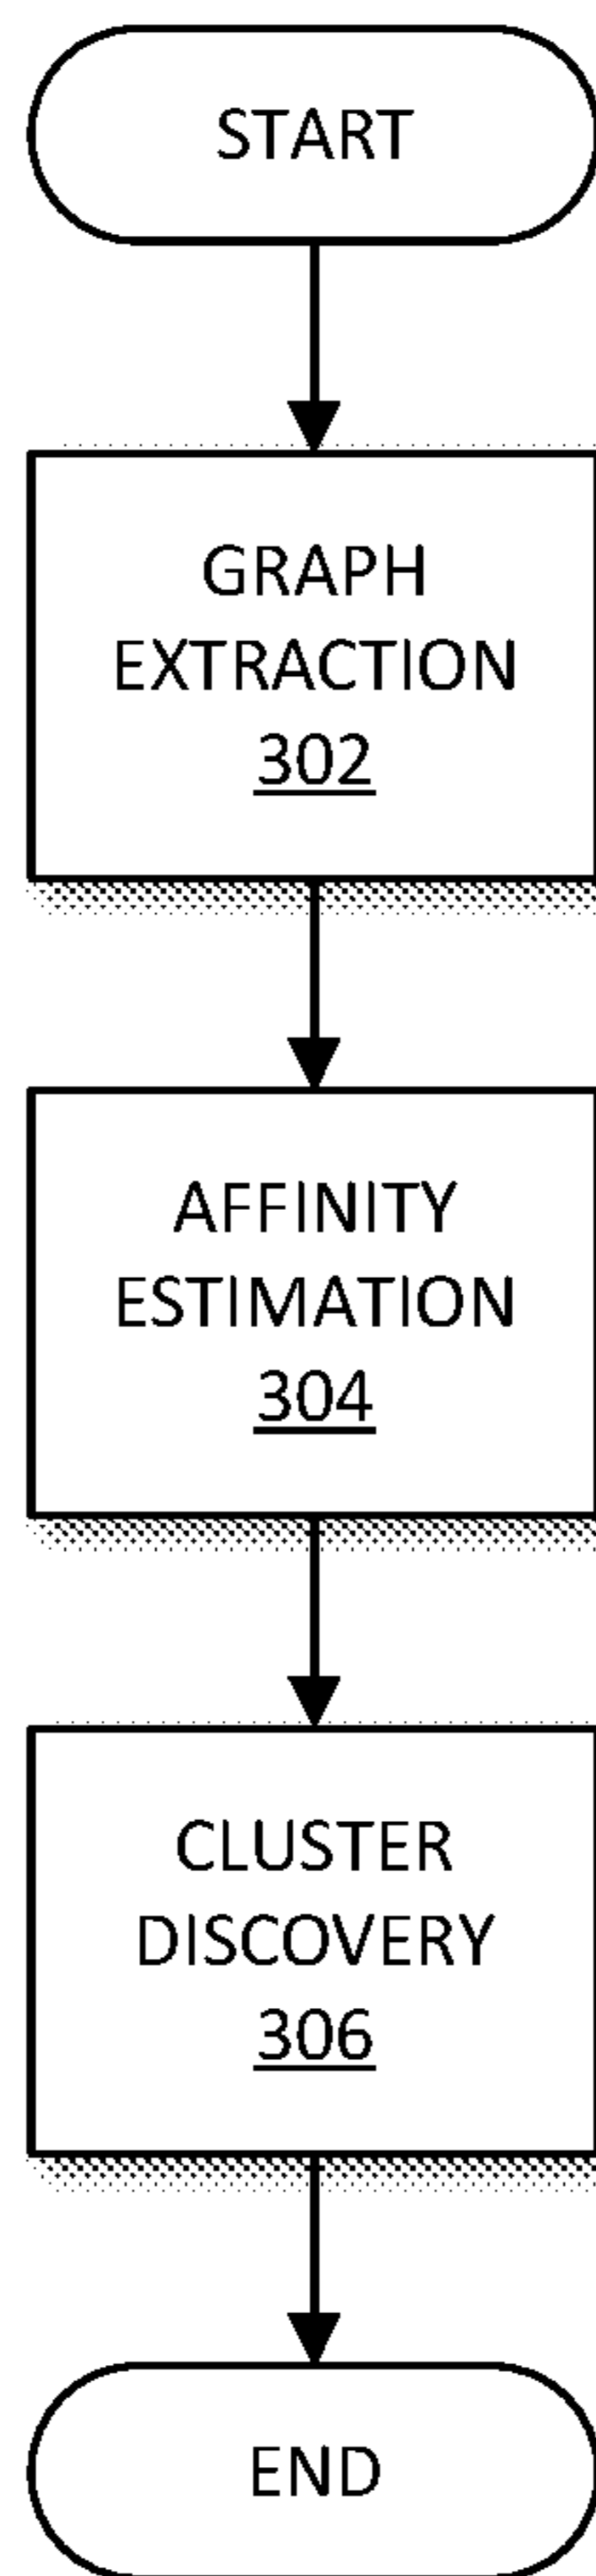 START
GRAPH
EXTRACTION
302
AFFINITY
ESTIMATION
304
CLUSTER
DISCOVERY
306
END